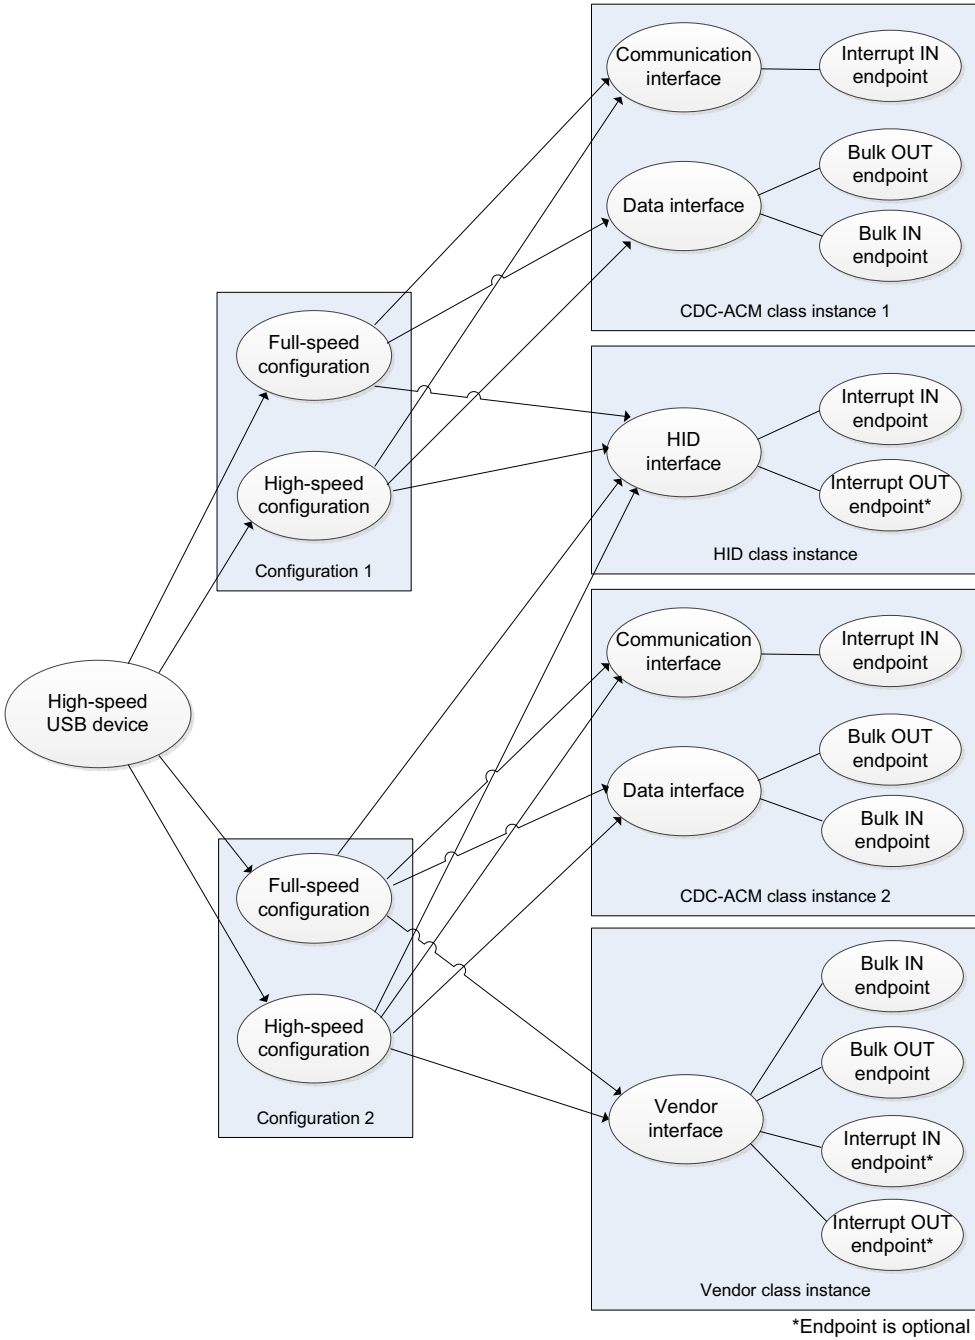 Communication
interface
Interrupt IN
endpoint
Data interface
Bulk OUT
endpoint
Bulk IN
endpoint
CDC-ACM class instance 1
Full-speed
configuration
High-speed
configuration
Configuration 1
HID
interface
Interrupt IN
endpoint
Interrupt OUT
endpoint*
HID class instance
High-speed
USB device
Communication
interface
Interrupt IN
endpoint
Data interface
Bulk OUT
endpoint
Bulk IN
endpoint
CDC-ACM class instance 2
Full-speed
configuration
High-speed
configuration
Configuration 2
Vendor
interface
Bulk IN
endpoint
Bulk OUT
endpoint
Interrupt IN
endpoint*
Interrupt OUT
endpoint*
Vendor class instance
*Endpoint is optional